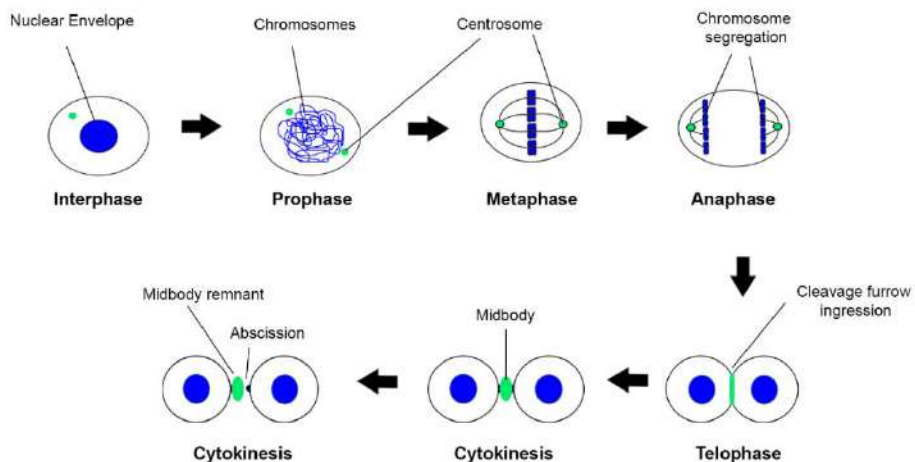 Nuclear Envelope
Chromosomes
Centrosome
Chromosome
segregation
Interphase
Prophase
Metaphase
Anaphase
Midbody remnant
Abscission
Midbody
Cleavage furrow
ingression
Cytokinesis
Cytokinesis
Telophase